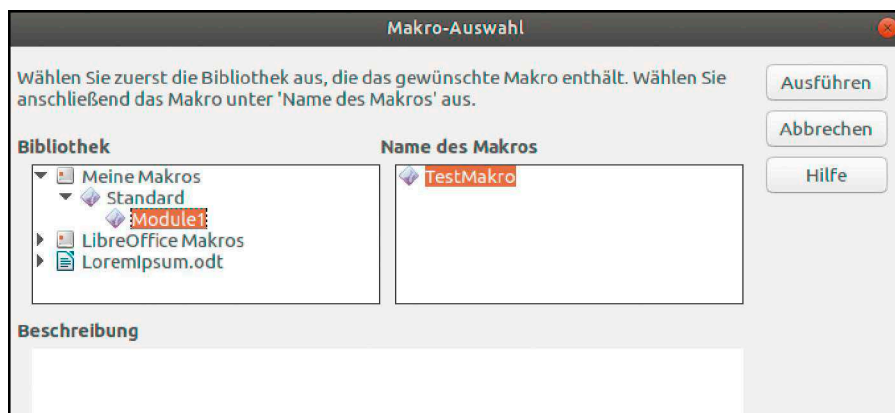 Makro-Auswahl
Wählen Sie zuerst die Bibliothek aus, die das gewünschte Makro enthält. Wählen Sie
anschließend das Makro unter 'Name des Makros' aus.
Ausführen
Abbrechen
Hilfe
Bibliothek
Meine Makros
Standard
Module1
LibreOffice Makros
LoremIpsum.odt
Name des Makros
TestMakro
Beschreibung